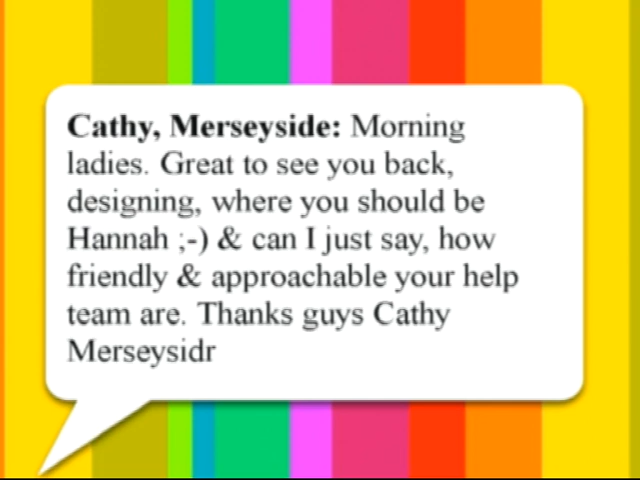 Cathy, Merseyside: Morning
ladies. Great to see you back,
designing, where you should be
Hannah ;-) & can I just say, how
friendly & approachable your help
team are. Thanks guys Cathy
Merseysidr